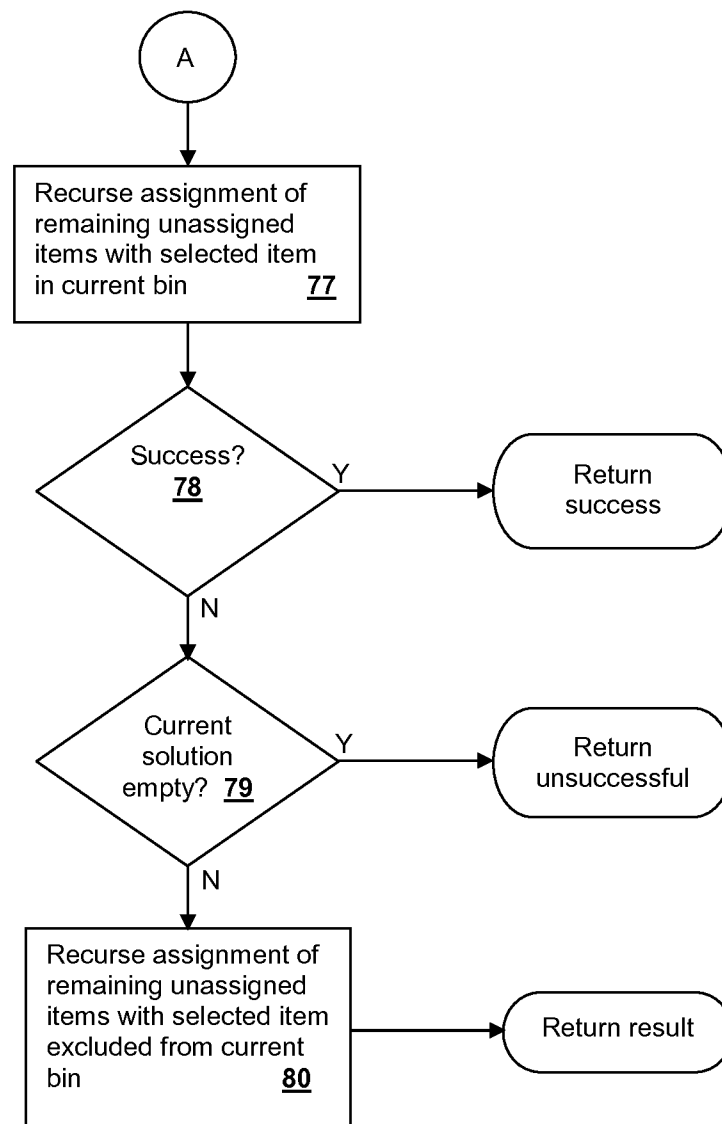 A
Recurse assignment of
remaining unassigned
items with selected item
in current bin 77
Success?
78
Y
Return
success
N
Current
solution
empty? 79
Y
Return
unsuccessful
N
Recurse assignment of
remaining unassigned
items with selected item
excluded from current
bin 80
Return result